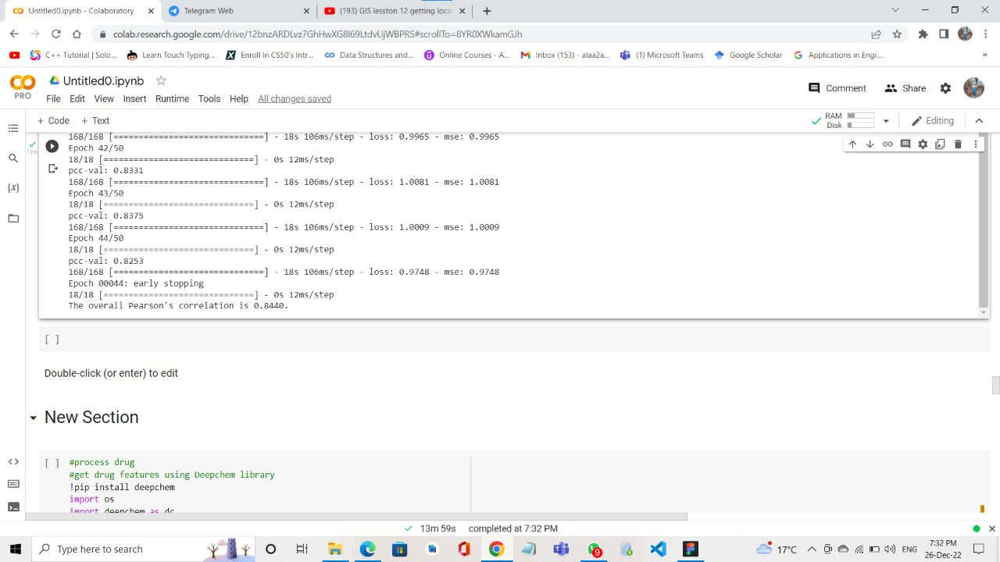 Untitled0.ipynb - Colaboratory
Telegram Web
(193) GIS lesston 12 getting locat
colab.research.google.com/drive/12bnzARDLvz7GhHwXG8I69LtdvUjWBPRS#scrollTo=8YR0XWkamGJh
C++ Tutorial | Solo...
Learn Touch Typing...
Enroll In CS50's Intr...
Data Structures and...
Online Courses - A...
Inbox (153) - alaa2a...
(1) Microsoft Teams
Google Scholar
Applications in Engi...
»
CO
PRO
Untitled0.ipynb
Comment
Share
File Edit View Insert Runtime Tools Help All changes saved
+ Code + Text
RAM
Disk
Editing
13m
168/168 [==============================] - 18s 106ms/step - loss: 0.9965 - mse: 0.9965
Epoch 42/50
18/18 [==============================] - 0s 12ms/step
pcc-val: 0.8331
168/168 [==============================] - 18s 106ms/step - loss: 1.0081 - mse: 1.0081
Epoch 43/50
18/18 [==============================] - 0s 12ms/step
pcc-val: 0.8375
168/168 [==============================] - 18s 106ms/step - loss: 1.0009 - mse: 1.0009
Epoch 44/50
18/18 [==============================] - 0s 12ms/step
pcc-val: 0.8253
168/168 [==============================] - 18s 106ms/step - loss: 0.9748 - mse: 0.9748
Epoch 00044: early stopping
18/18 [==============================] - 0s 12ms/step
The overall Pearson's correlation is 0.8440.
{x}
[ ]
Double-click (or enter) to edit
New Section
[ ] #process drug
#get drug features using Deepchem library
!pip install deepchem
import os
import deepchem as dc
13m 59s completed at 7:32 PM
Type here to search
9
17°C
ENG
7:32 PM
26-Dec-22